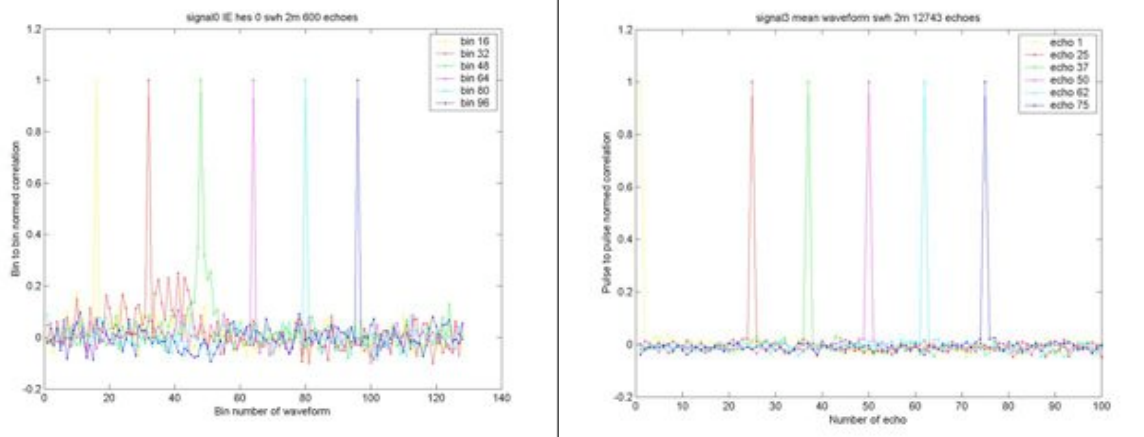 signal0 IE hes 0 swh 2m 600 echoes
1.2
1
0.8
0.6
0.4
0.2
0
-0.2
Bin to bin normed correlation
bin 16
bin 32
bin 48
bin 64
bin 80
bin 96
0 20 40 60 80 100 120 140
Bin number of waveform
signal3 mean waveform swh 2m 12743 echoes
1.2
1
0.8
0.6
0.4
0.2
0
-0.2
Pulse to pulse normed correlation
echo 1
echo 25
echo 37
echo 50
echo 62
echo 75
0 10 20 30 40 50 60 70 80 90 100
Number of echo